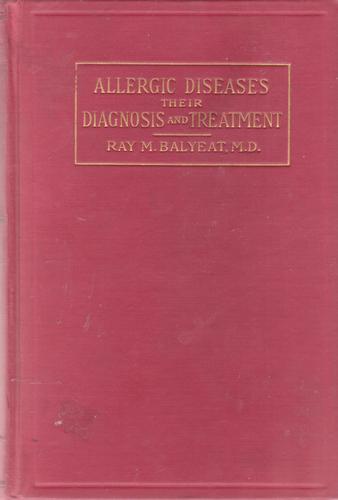 ALLERGIC DISEASES
THEIR
DIAGNOSIS AND TREATMENT
RAY M. BALYEAT, M.D.